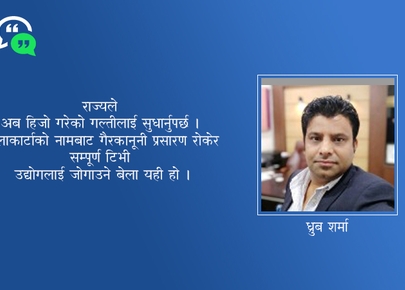 राज्यले
अब हिजो गरेको गल्तीलाई सुधार्नुपर्छ ।
लाकार्टाको नामबाट गैरकानूनी प्रसारण रोकेर
सम्पूर्ण टिभी
उद्योगलाई जोगाउने बेला यही हो ।
ध्रुब शर्मा